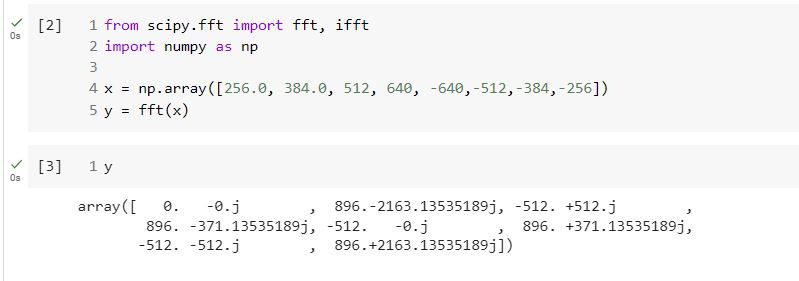 [2] 1 from scipy.fft import fft, ifft
0s 2 import numpy as np
3
4 x = np.array([256.0, 384.0, 512, 640, -640,-512,-384,-256])
5 y = fft(x)
[3] 1 y
0s
array([   0.   -0.j        ,  896.-2163.13535189j, -512. +512.j        ,
        896. -371.13535189j, -512.   -0.j        ,  896. +371.13535189j,
       -512. -512.j        ,  896.+2163.13535189j])